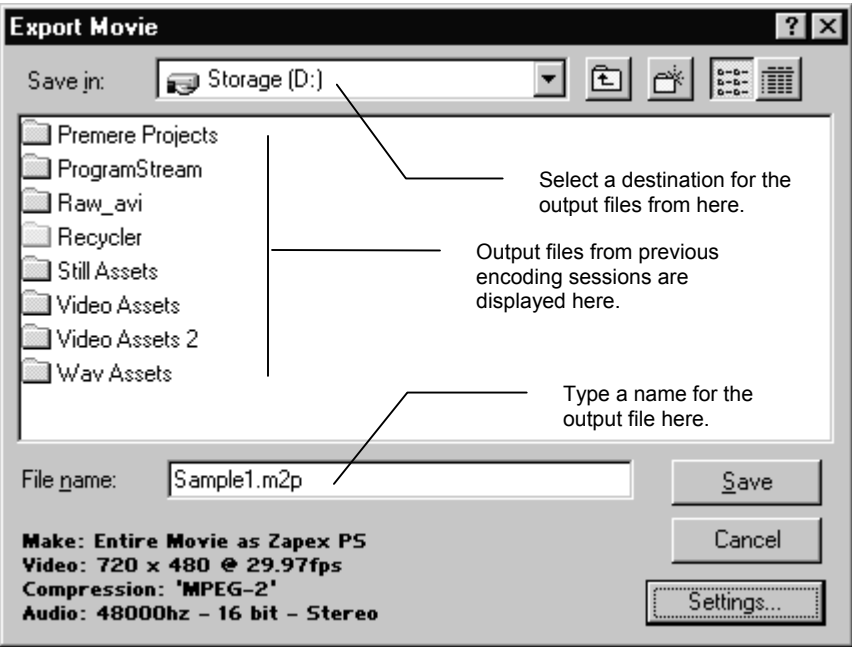 Export Movie
Save in: Storage (D:)
Premere Projects
ProgramStream
Raw_avi
Recycler
Still Assets
Video Assets
Video Assets 2
Wav Assets
Select a destination for the
output files from here.
Output files from previous
encoding sessions are
displayed here.
Type a name for the
output file here.
File name: Sample1.m2p
Save
Cancel
Settings...
Make: Entire Movie as Zapex PS
Video: 720 x 480 @ 29.97fps
Compression: 'MPEG-2'
Audio: 48000hz - 16 bit - Stereo